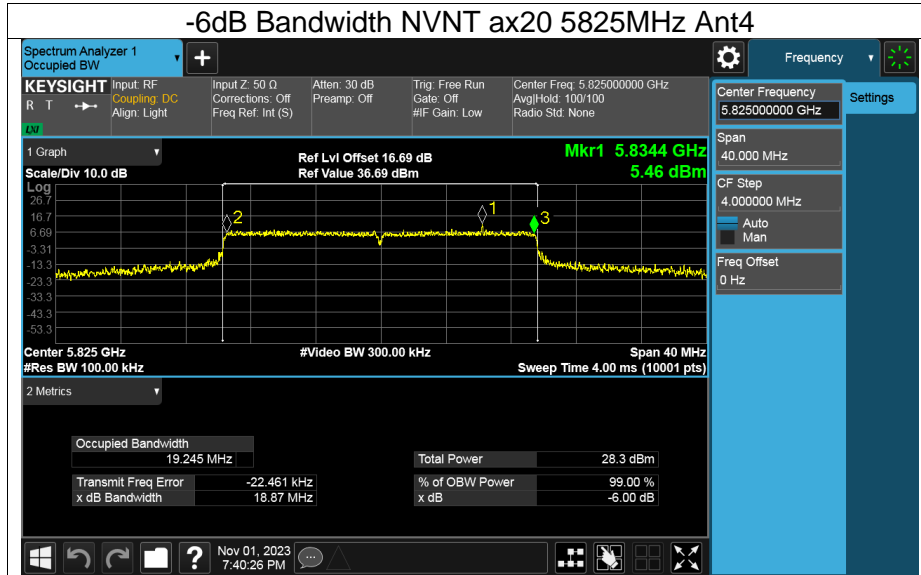 -6dB Bandwidth NVNT ax20 5825MHz Ant4
Spectrum Analyzer 1
Occupied BW
+
Frequency
KEYSIGHT
R T
LXI
Input: RF
Coupling: DC
Align: Light
Input Z: 50 Ω
Corrections: Off
Freq Ref: Int (S)
Atten: 30 dB
Preamp: Off
Trig: Free Run
Gate: Off
#IF Gain: Low
Center Freq: 5.825000000 GHz
Avg|Hold: 100/100
Radio Std: None
Center Frequency
5.825000000 GHz
Settings
Span
40.000 MHz
CF Step
4.000000 MHz
Auto
Man
Freq Offset
0 Hz
1 Graph
Scale/Div 10.0 dB
Ref Lvl Offset 16.69 dB
Ref Value 36.69 dBm
Mkr1 5.8344 GHz
5.46 dBm
Log
26.7
16.7
6.69
-3.31
-13.3
-23.3
-33.3
-43.3
-53.3
2
1
3
Center 5.825 GHz
#Res BW 100.00 kHz
#Video BW 300.00 kHz
Span 40 MHz
Sweep Time 4.00 ms (10001 pts)
2 Metrics
Occupied Bandwidth
19.245 MHz
Total Power 28.3 dBm
Transmit Freq Error -22.461 kHz
% of OBW Power 99.00 %
x dB Bandwidth 18.87 MHz
x dB -6.00 dB
?
Nov 01, 2023
7:40:26 PM